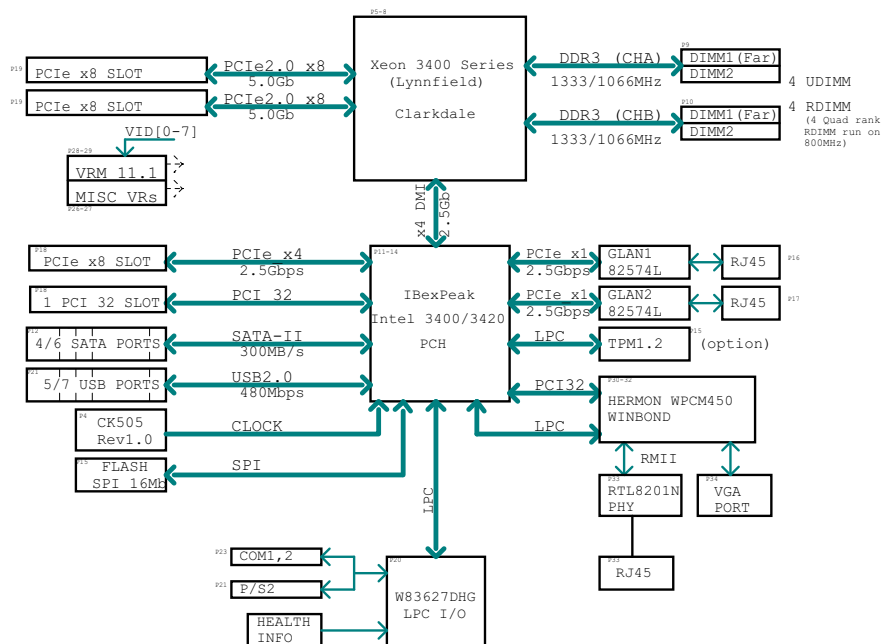 P5-8
Xeon 3400 Series
(Lynnfield)
Clarkdale
P19
PCIe x8 SLOT
PCIe2.0 x8
5.0Gb
P19
PCIe x8 SLOT
PCIe2.0 x8
5.0Gb
DDR3 (CHA)
1333/1066MHz
P9
DIMM1(Far)
DIMM2
4 UDIMM
DDR3 (CHB)
1333/1066MHz
P10
DIMM1(Far)
DIMM2
4 RDIMM
(4 Quad rank
RDIMM run on
800MHz)
VID[0-7]
P28-29
VRM 11.1
MISC VRs
P26-27
x4 DMI
2.5Gb
P18
PCIe x8 SLOT
PCIe x4
2.5Gbps
P18
1 PCI 32 SLOT
PCI 32
P12
4/6 SATA PORTS
SATA-II
300MB/s
P21
5/7 USB PORTS
USB2.0
480Mbps
P4
CK505
Rev1.0
CLOCK
P15
FLASH
SPI 16Mb
SPI
P11-14
IBexPeak
Intel 3400/3420
PCH
PCIe x1
2.5Gbps
GLAN1
82574L
RJ45
P16
PCIe x1
2.5Gbps
GLAN2
82574L
RJ45
P17
LPC
TPM1.2
P15
(option)
PCI32
LPC
P30-32
HERMON WPCM450
WINBOND
RMII
P33
RTL8201N
PHY
P34
VGA
PORT
P33
RJ45
LPC
P23
COM1,2
P21
P/S2
HEALTH
INFO
P20
W83627DHG
LPC I/O